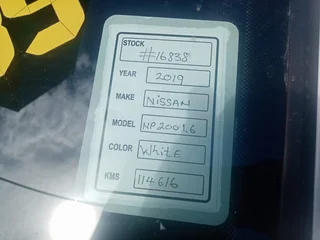 STOCK
#16838
YEAR 2019
MAKE NISSAN
MODEL NP200 1.6
COLOR WHITE
KMS 114616